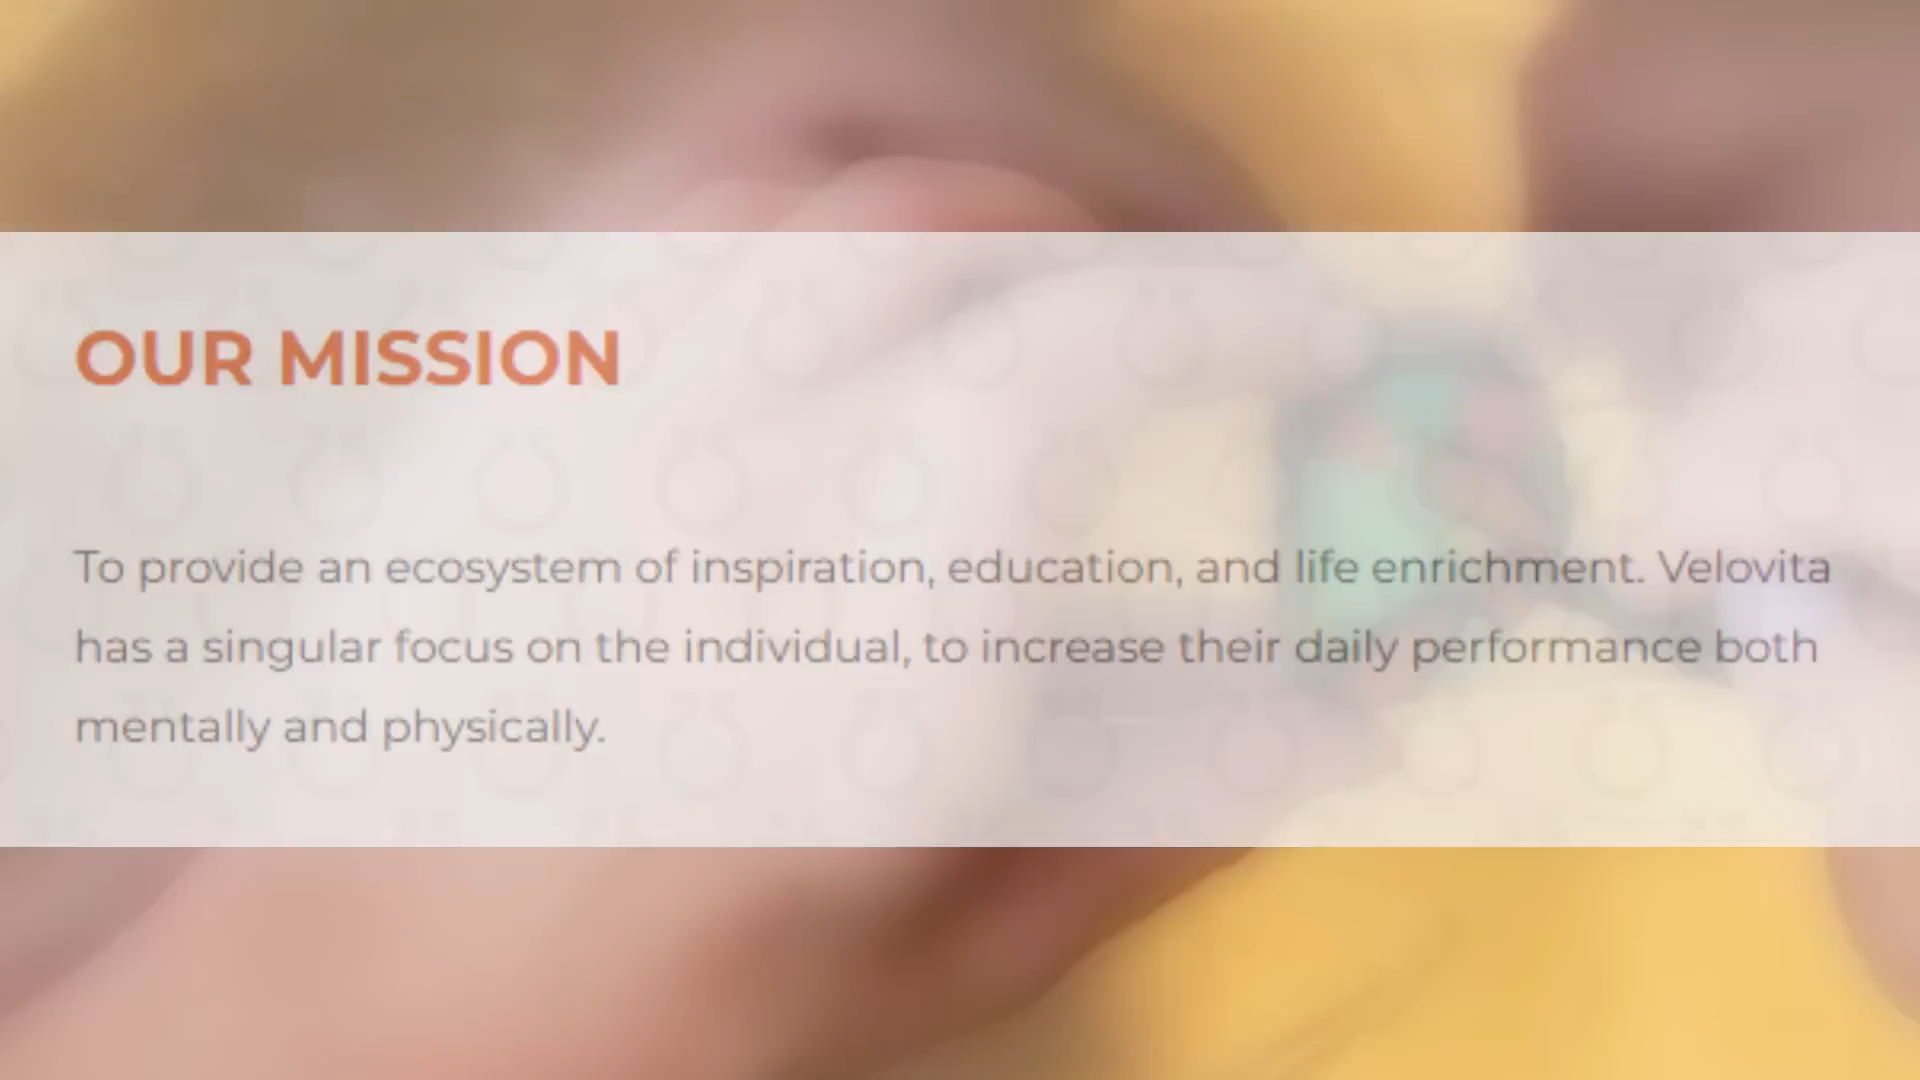 OUR MISSION
To provide an ecosystem of inspiration, education, and life enrichment. Velovita
has a singular focus on the individual, to increase their daily performance both
mentally and physically.